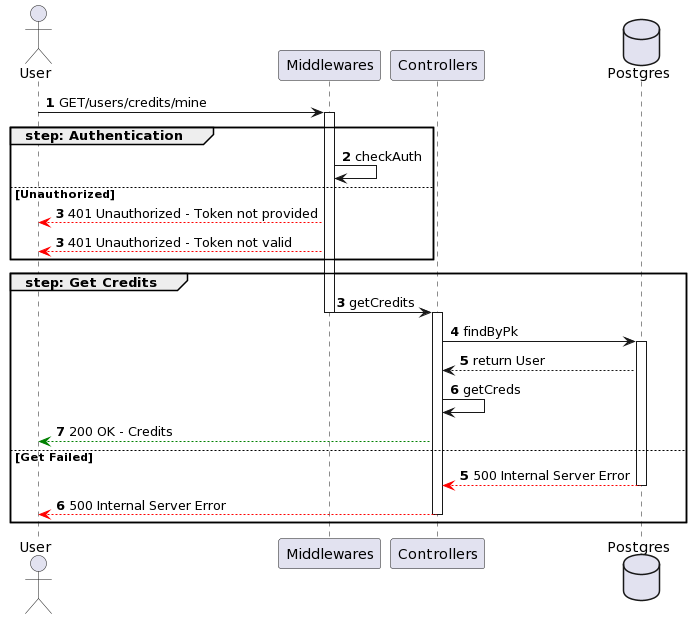 User
Middlewares
Controllers
Postgres
1 GET/users/credits/mine
step: Authentication
2 checkAuth
[Unauthorized]
3 401 Unauthorized - Token not provided
3 401 Unauthorized - Token not valid
step: Get Credits
3 getCredits
4 findByPk
5 return User
6 getCreds
7 200 OK - Credits
[Get Failed]
5 500 Internal Server Error
6 500 Internal Server Error
User
Middlewares
Controllers
Postgres